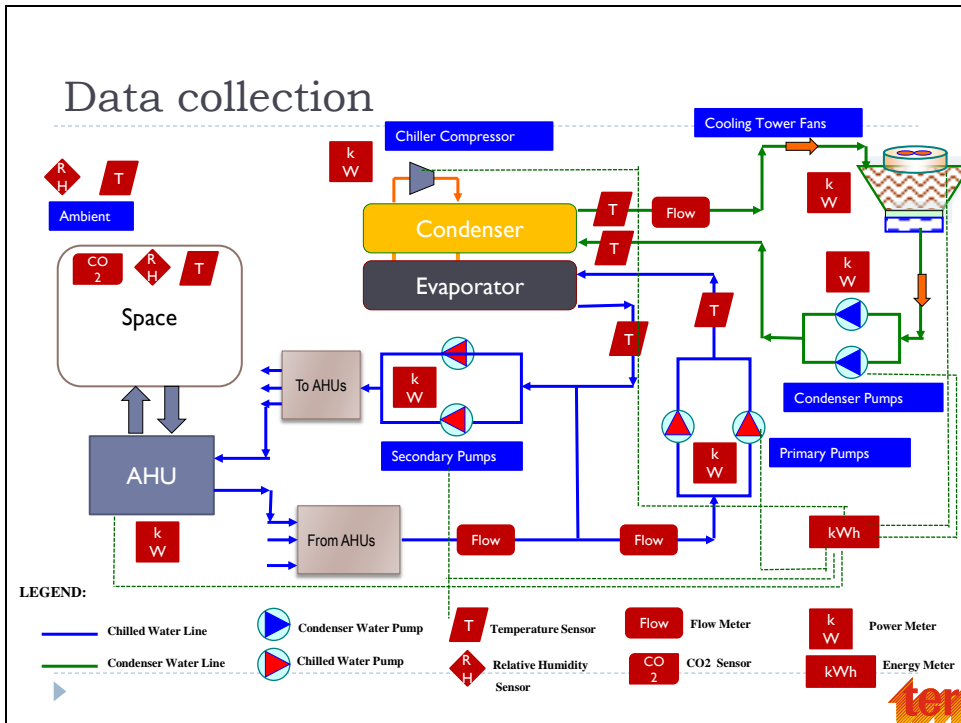 Data collection
Chiller Compressor
Cooling Tower Fans
k
W
R
H
T
Ambient
k
W
T
Flow
Condenser
CO
2
R
H
T
T
Evaporator
k
W
Space
T
T
To AHUs
k
W
Condenser Pumps
Secondary Pumps
k
W
Primary Pumps
AHU
k
W
From AHUs
Flow
Flow
kWh
LEGEND:
Chilled Water Line
Condenser Water Pump
T
Temperature Sensor
Flow
Flow Meter
k
W
Power Meter
Condenser Water Line
Chilled Water Pump
R
H
Relative Humidity
Sensor
CO
2
CO2 Sensor
kWh
Energy Meter